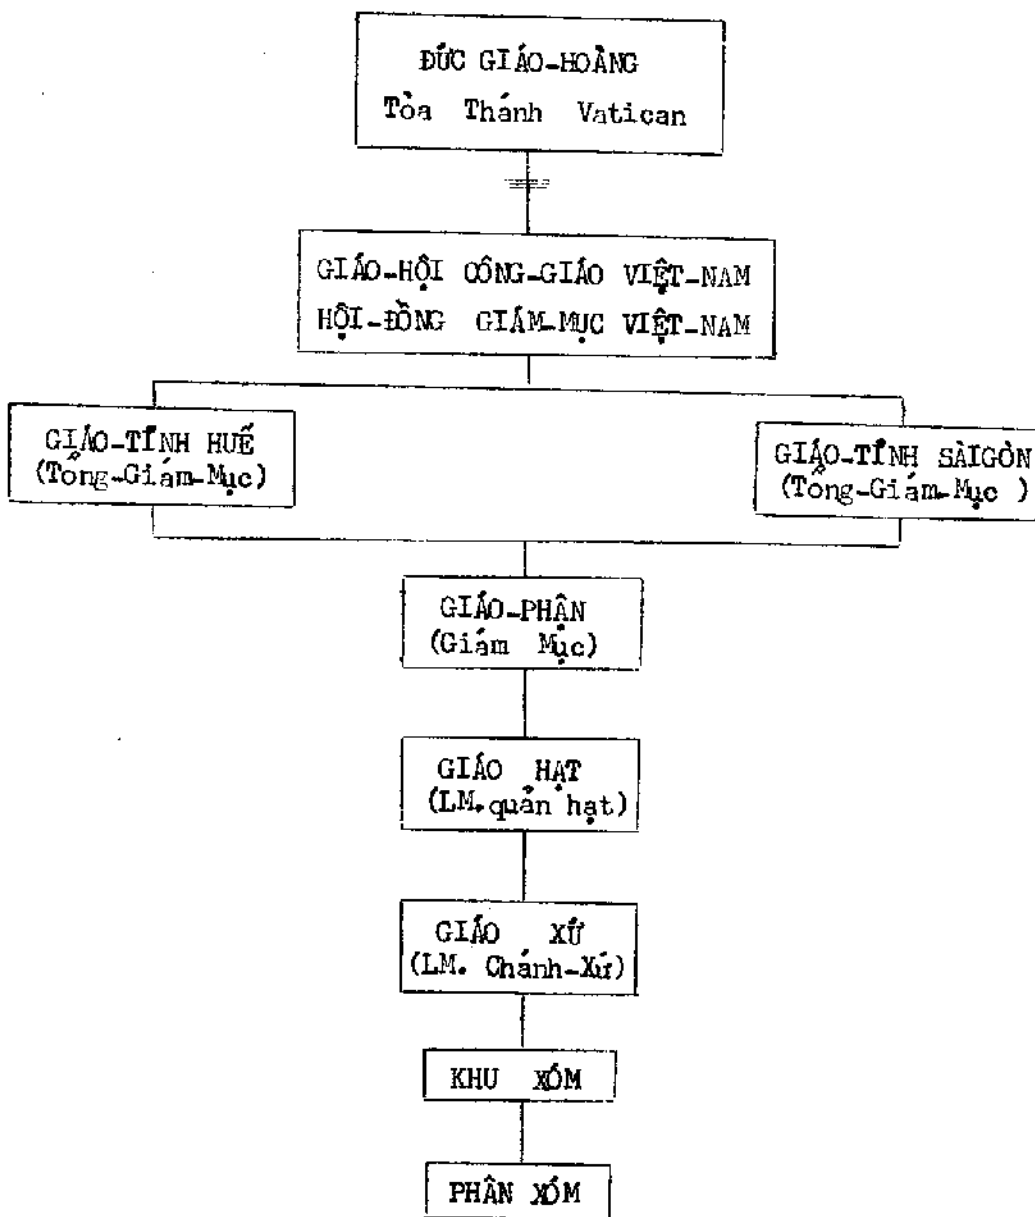 ĐỨC GIÁO-HOÀNG
Tòa Thánh Vatican
GIÁO-HỘI CÔNG-GIÁO VIỆT-NAM
HỘI-ĐỒNG GIÁM-MỤC VIỆT-NAM
GIÁO-TỈNH HUẾ
(Tổng-Giám-Mục)
GIÁO-TỈNH SÀIGÒN
(Tổng-Giám-Mục )
GIÁO-PHẬN
(Giám Mục)
GIÁO HẠT
(LM.quản hạt)
GIÁO XỨ
(LM. Chánh-Xứ)
KHU XÓM
PHÂN XÓM